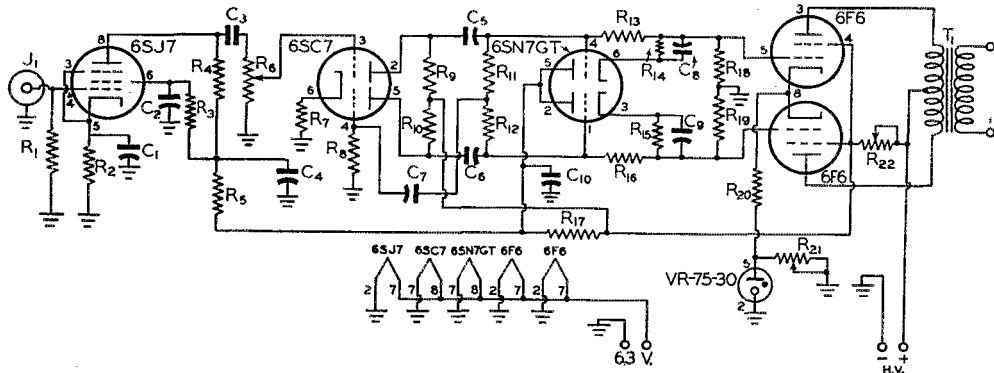 J1
6SJ7
8
3
4
2
5
6
R1
R2
C1
C2
R3
R4
R5
C3
R6
C4
6SC7
3
6
4
2
5
R7
R8
C7
C5
R9
R10
C6
R11
R12
6SN7GT
4
5
2
6
3
1
C10
R13
R14
C8
R15
C9
R16
R17
R18
R19
6F6
3
5
4
8
6F6
R20
R21
R22
T1
VR-75-30
5
2
6SJ7 6SC7 6SN7GT 6F6 6F6
2 7 7 8 7 8 2 7 2 7
6.3 V.
- +
H.V.